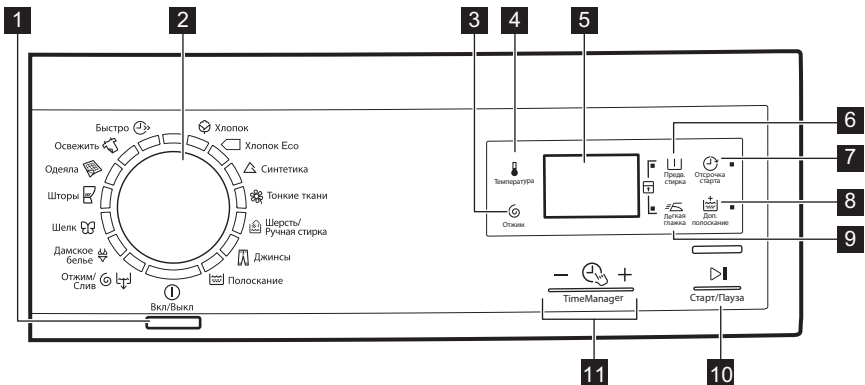 1
2
3
4
5
6
7
8
9
10
11
Быстро
Освежить
Одеяла
Шторы
Шелк
Дамское
белье
Отжим/
Слив
Вкл/Выкл
Хлопок
Хлопок Eco
Синтетика
Тонкие ткани
Шерсть/
Ручная стирка
Джинсы
Полоскание
Температура
Отжим
Предв.
стирка
Отсрочка
старта
Легкая
глажка
Доп.
полоскание
TimeManager
Старт/Пауза